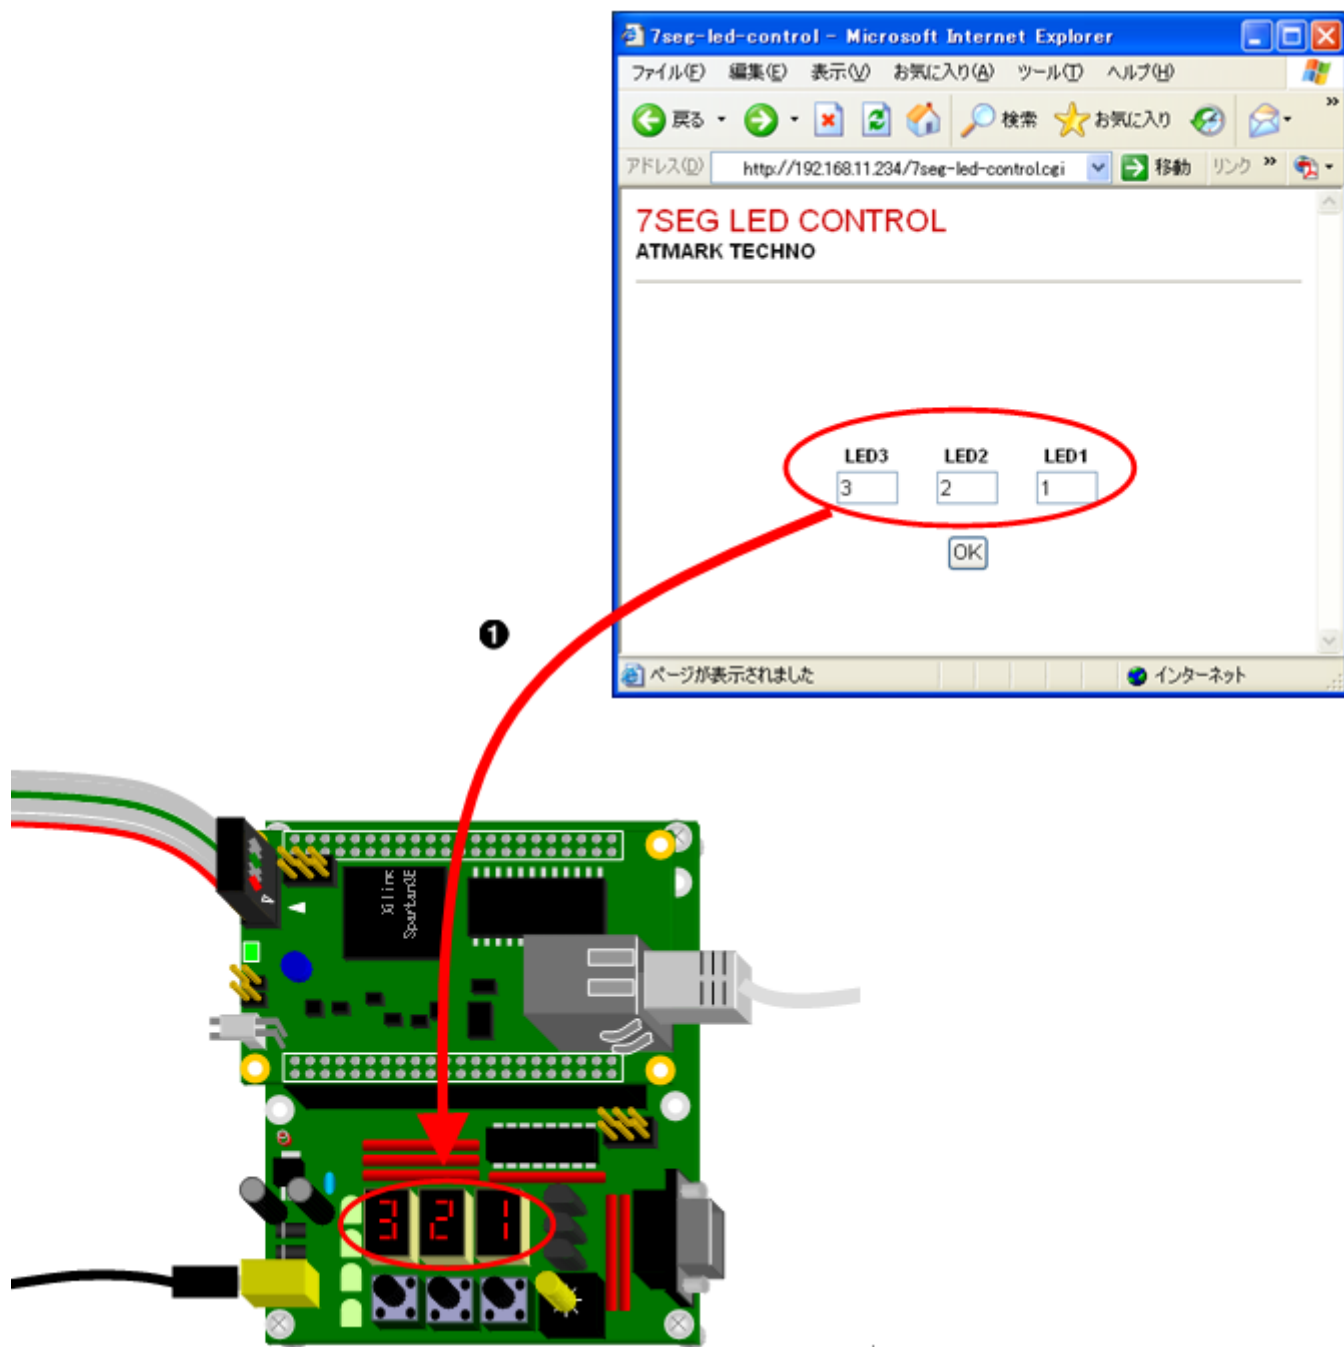 7seg-led-control - Microsoft Internet Explorer
ファイル(F) 編集(E) 表示(V) お気に入り(A) ツール(T) ヘルプ(H)
戻る 検索 お気に入り »
アドレス(D) http://192.168.11.234/7seg-led-control.cgi 移動 リンク »
7SEG LED CONTROL
ATMARK TECHNO
LED3 LED2 LED1
3 2 1
OK
❶
ページが表示されました インターネット
Xilinx
Spartan3E
3 2 1